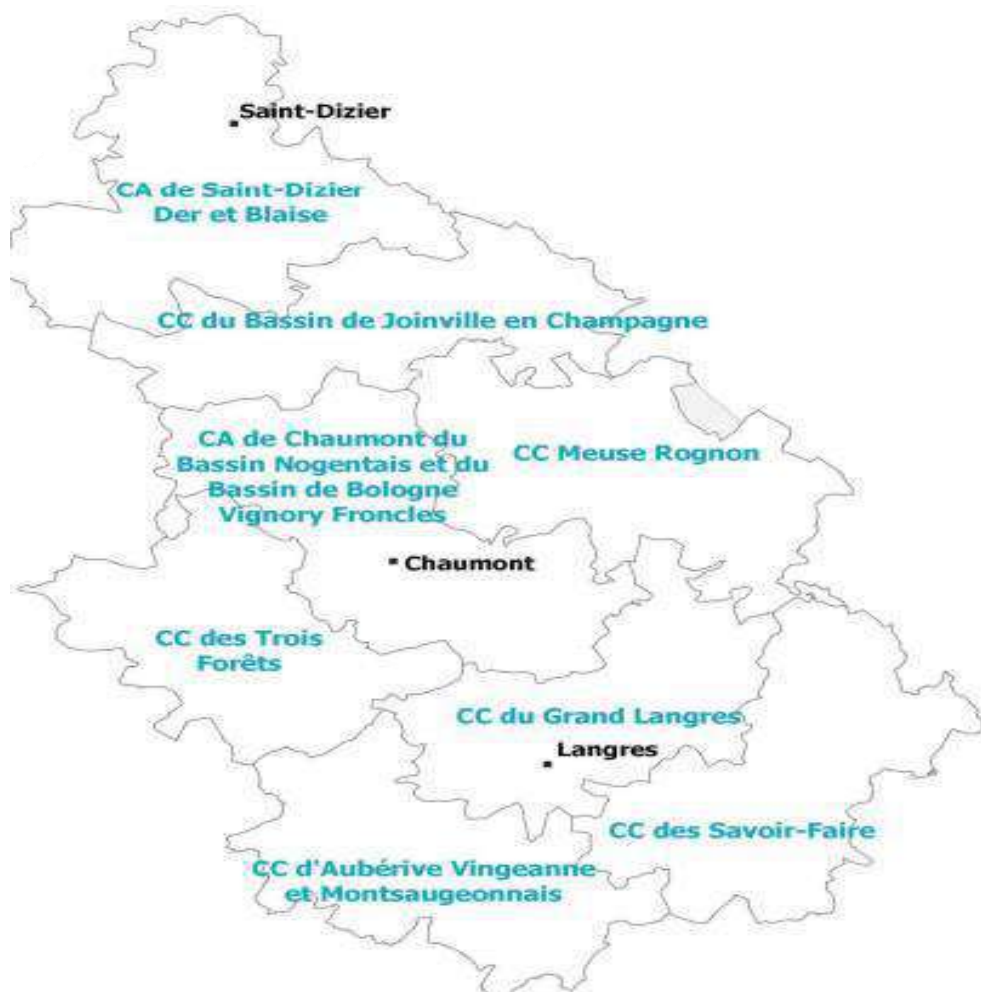 Saint-Dizier
CA de Saint-Dizier
Der et Blaise
CC du Bassin de Joinville en Champagne
CA de Chaumont du
Bassin Nogentais et du
Bassin de Bologne
Vignory Froncles
CC Meuse Rognon
Chaumont
CC des Trois
Forêts
CC du Grand Langres
Langres
CC des Savoir-Faire
CC d'Aubérive Vingeanne
et Montsaugeonnais